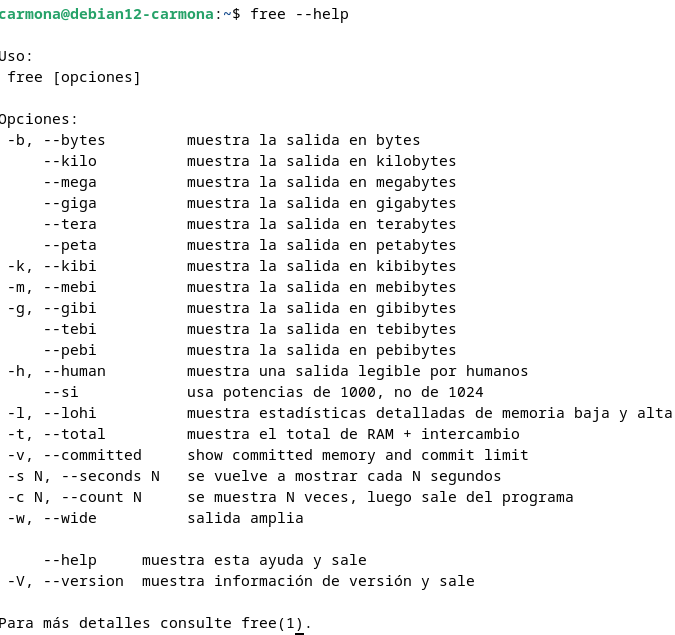 carmona@debian12-carmona:~$ free --help

Uso:
 free [opciones]

Opciones:
 -b, --bytes         muestra la salida en bytes
     --kilo          muestra la salida en kilobytes
     --mega          muestra la salida en megabytes
     --giga          muestra la salida en gigabytes
     --tera          muestra la salida en terabytes
     --peta          muestra la salida en petabytes
 -k, --kibi          muestra la salida en kibibytes
 -m, --mebi          muestra la salida en mebibytes
 -g, --gibi          muestra la salida en gibibytes
     --tebi          muestra la salida en tebibytes
     --pebi          muestra la salida en pebibytes
 -h, --human         muestra una salida legible por humanos
     --si            usa potencias de 1000, no de 1024
 -l, --lohi          muestra estadísticas detalladas de memoria baja y alta
 -t, --total         muestra el total de RAM + intercambio
 -v, --committed     show committed memory and commit limit
 -s N, --seconds N   se vuelve a mostrar cada N segundos
 -c N, --count N     se muestra N veces, luego sale del programa
 -w, --wide          salida amplia

     --help     muestra esta ayuda y sale
 -V, --version  muestra información de versión y sale

Para más detalles consulte free(1).